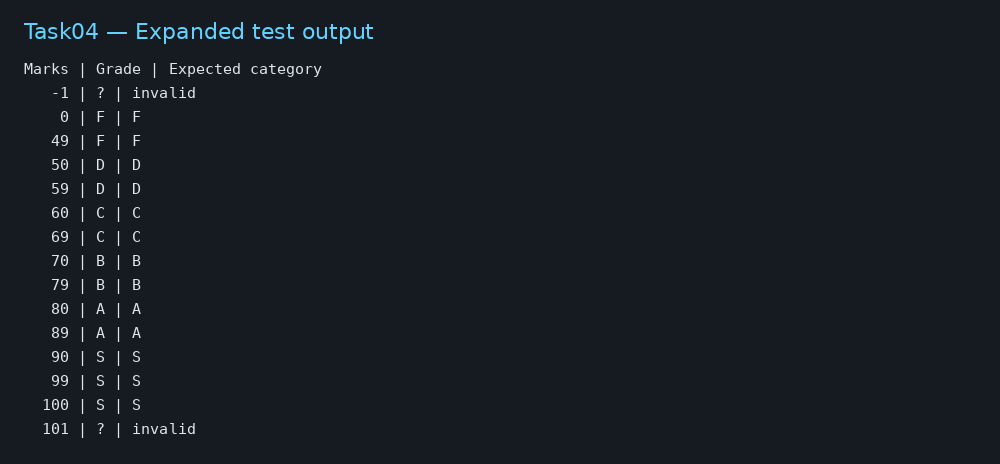 Task04 — Expanded test output
Marks | Grade | Expected category
-1 | ? | invalid
0 | F | F
49 | F | F
50 | D | D
59 | D | D
60 | C | C
69 | C | C
70 | B | B
79 | B | B
80 | A | A
89 | A | A
90 | S | S
99 | S | S
100 | S | S
101 | ? | invalid